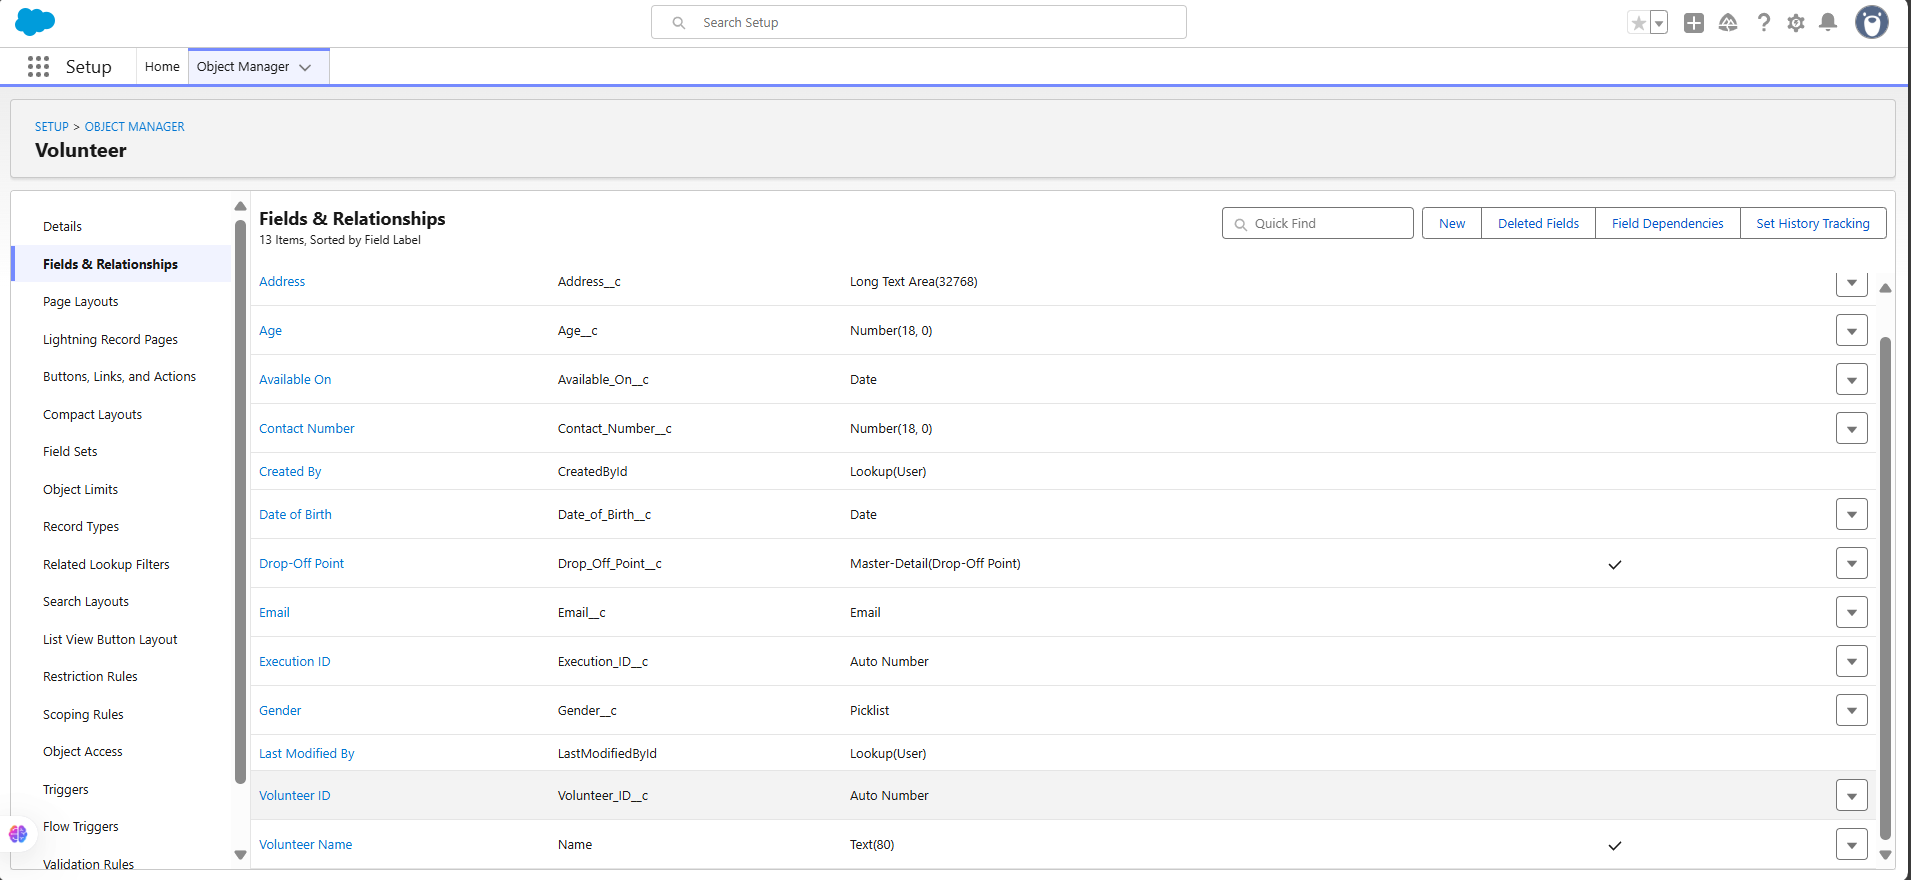 Search Setup
Setup
Home
Object Manager
SETUP > OBJECT MANAGER
Volunteer
Details
Fields & Relationships
Page Layouts
Lightning Record Pages
Buttons, Links, and Actions
Compact Layouts
Field Sets
Object Limits
Record Types
Related Lookup Filters
Search Layouts
List View Button Layout
Restriction Rules
Scoping Rules
Object Access
Triggers
Flow Triggers
Validation Rules
Fields & Relationships
13 Items, Sorted by Field Label
Quick Find
New
Deleted Fields
Field Dependencies
Set History Tracking
Address Address__c Long Text Area(32768)
Age Age__c Number(18, 0)
Available On Available_On__c Date
Contact Number Contact_Number__c Number(18, 0)
Created By CreatedById Lookup(User)
Date of Birth Date_of_Birth__c Date
Drop-Off Point Drop_Off_Point__c Master-Detail(Drop-Off Point)
Email Email__c Email
Execution ID Execution_ID__c Auto Number
Gender Gender__c Picklist
Last Modified By LastModifiedById Lookup(User)
Volunteer ID Volunteer_ID__c Auto Number
Volunteer Name Name Text(80)